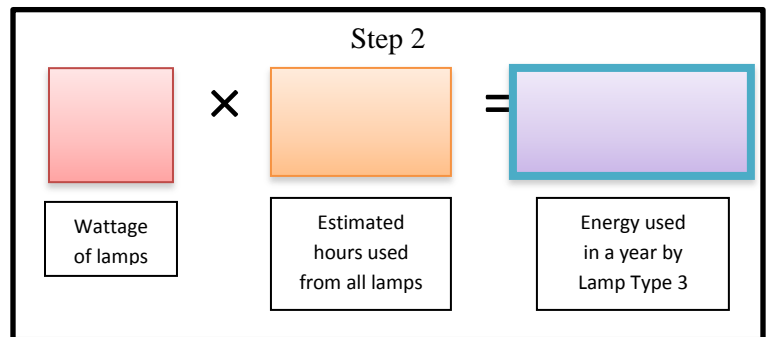 Step 2
× =
Wattage
of lamps
Estimated
hours used
from all lamps
Energy used
in a year by
Lamp Type 3